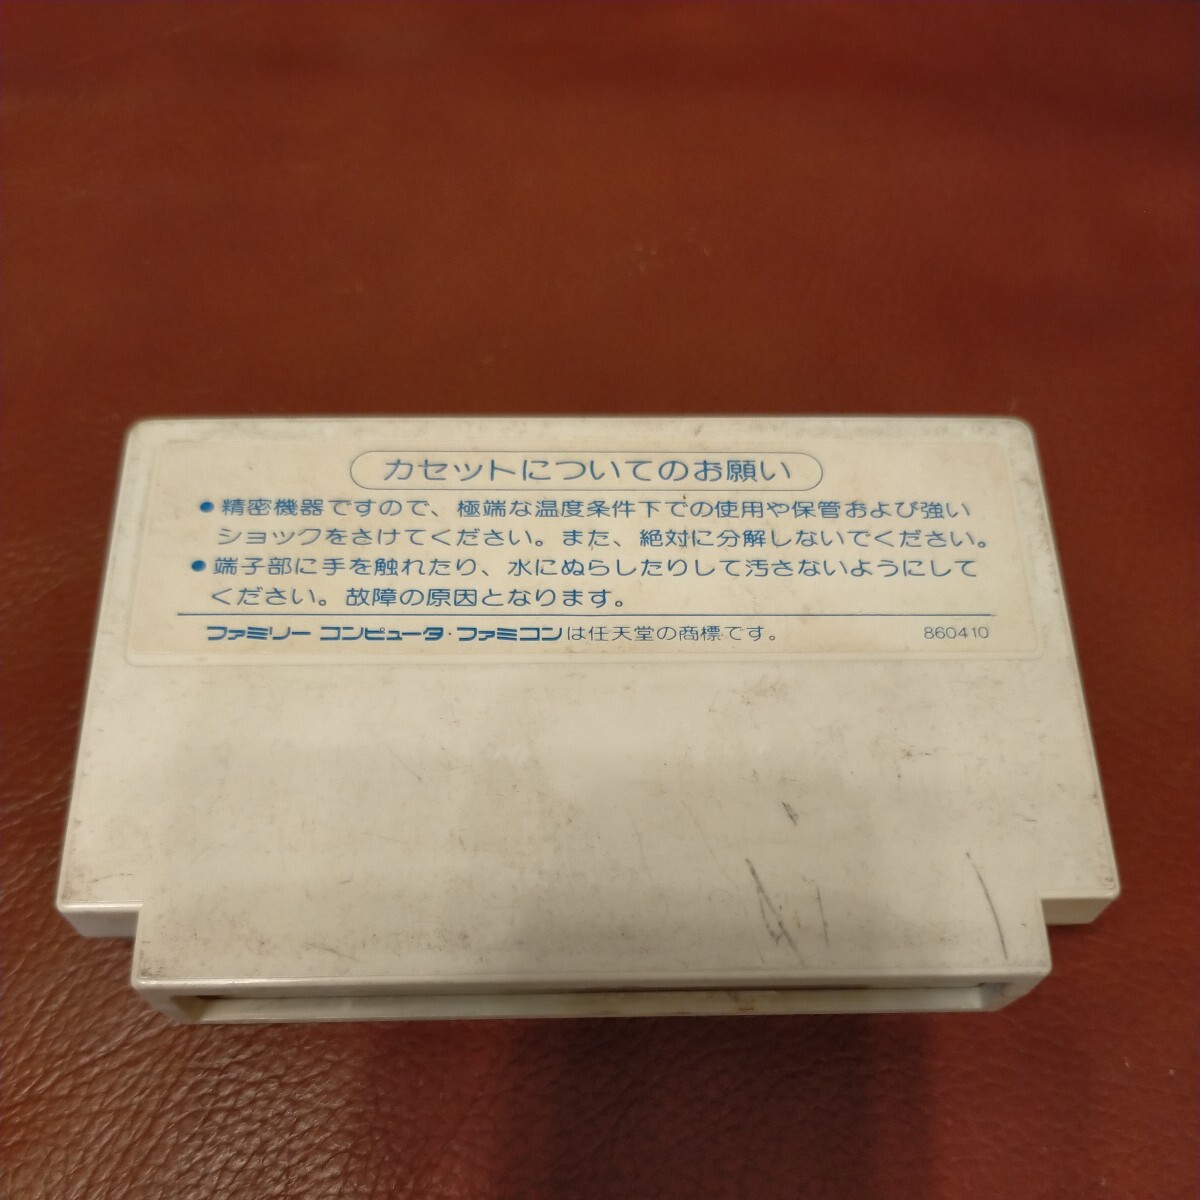 カセットについてのお願い
●精密機器ですので、極端な温度条件下での使用や保管および強い
ショックをさけてください。また、絶対に分解しないでください。
●端子部に手を触れたり、水にぬらしたりして汚さないようにして
ください。故障の原因となります。
ファミリー コンピュータ・ファミコンは任天堂の商標です。 860410